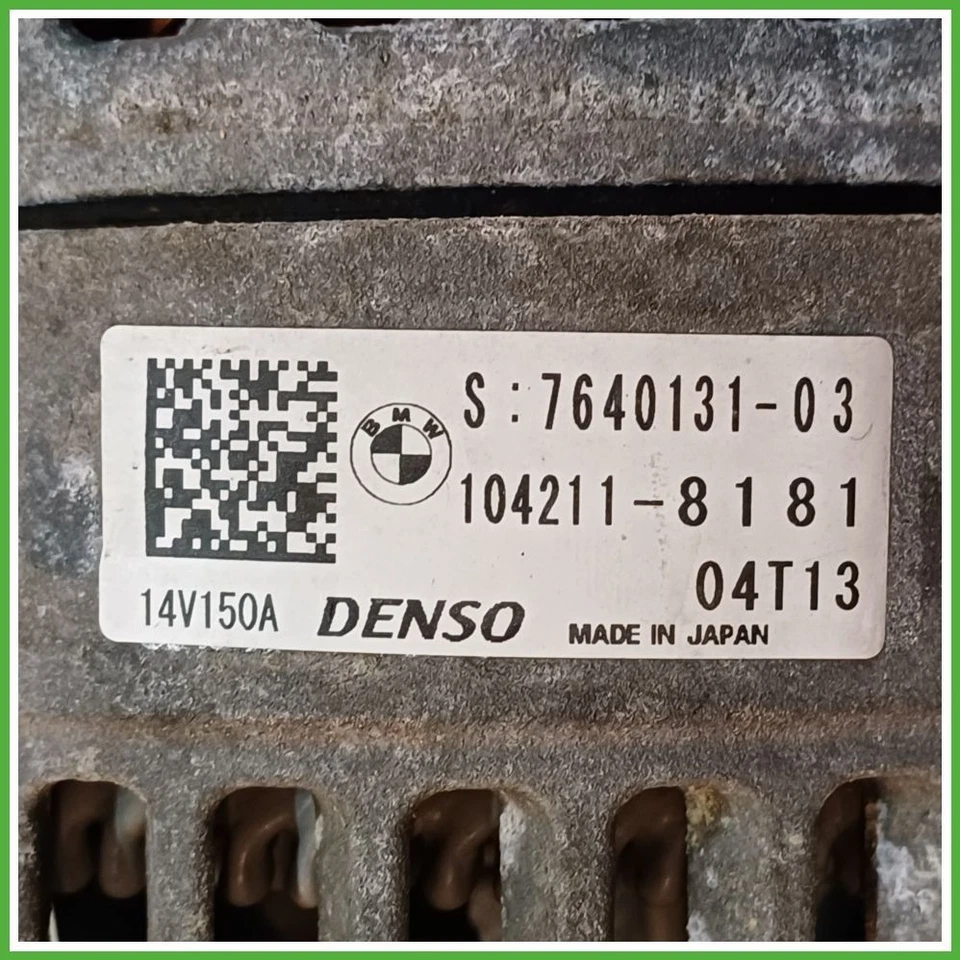 BMW
S:7640131-03
104211-8181
04T13
14V150A DENSO MADE IN JAPAN